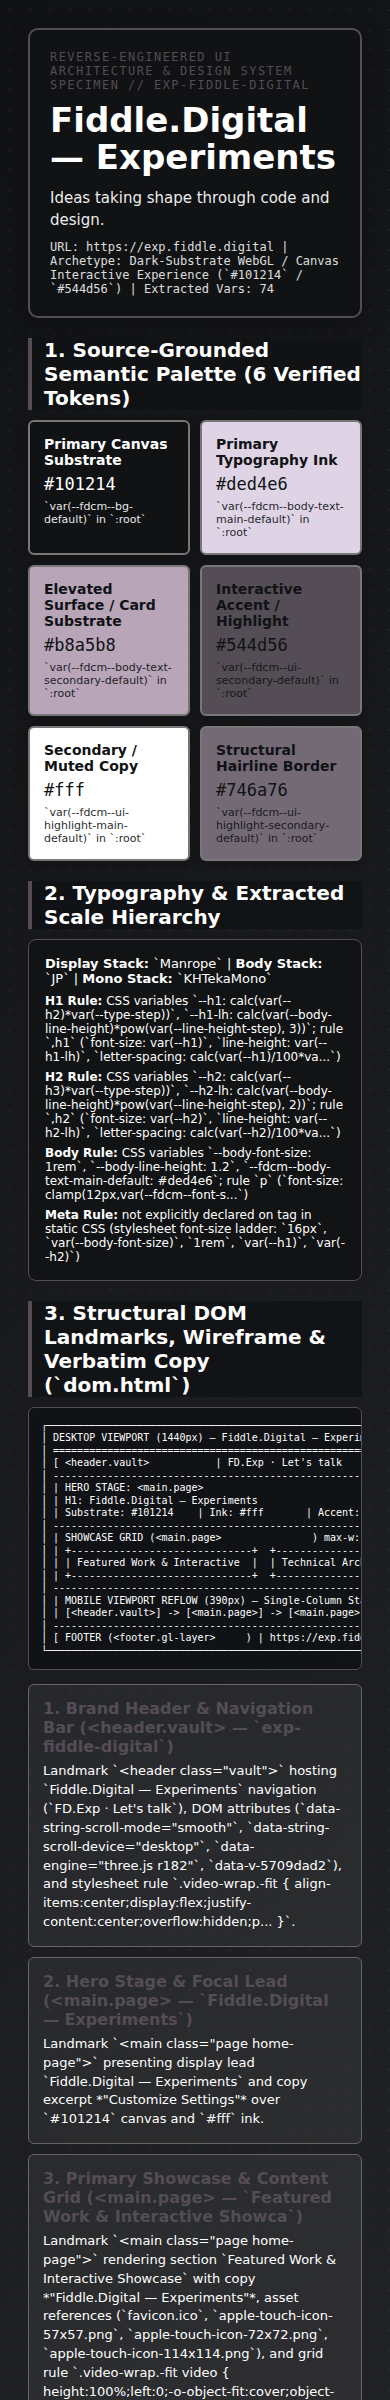 REVERSE-ENGINEERED UI
ARCHITECTURE & DESIGN SYSTEM
SPECIMEN // EXP-FIDDLE-DIGITAL
Fiddle.Digital
— Experiments
Ideas taking shape through code and
design.
URL: https://exp.fiddle.digital |
Archetype: Dark-Substrate WebGL / Canvas
Interactive Experience (`#101214` /
`#544d56`) | Extracted Vars: 74
1. Source-Grounded
Semantic Palette (6 Verified
Tokens)
Primary Canvas
Substrate
#101214
`var(--fdcm--bg-
default)` in `:root`
Primary
Typography Ink
#ded4e6
`var(--fdcm--body-text-
main-default)` in
`:root`
Elevated
Surface / Card
Substrate
#b8a5b8
`var(--fdcm--body-text-
secondary-default)` in
`:root`
Interactive
Accent /
Highlight
#544d56
`var(--fdcm--ui-
secondary-default)` in
`:root`
Secondary /
Muted Copy
#fff
`var(--fdcm--ui-
highlight-main-
default)` in `:root`
Structural
Hairline Border
#746a76
`var(--fdcm--ui-
highlight-secondary-
default)` in `:root`
2. Typography & Extracted
Scale Hierarchy
Display Stack: `Manrope` | Body Stack:
`JP` | Mono Stack: `KHTekaMono`
H1 Rule: CSS variables `--h1: calc(var(--
h2)*var(--type-step))`, `--h1-lh: calc(var(--body-
line-height)*pow(var(--line-height-step), 3))`; rule
`,h1` (`font-size: var(--h1)`, `line-height: var(--
h1-lh)`, `letter-spacing: calc(var(--h1)/100*va...`)
H2 Rule: CSS variables `--h2: calc(var(--
h3)*var(--type-step))`, `--h2-lh: calc(var(--body-
line-height)*pow(var(--line-height-step), 2))`; rule
`,h2` (`font-size: var(--h2)`, `line-height: var(--
h2-lh)`, `letter-spacing: calc(var(--h2)/100*va...`)
Body Rule: CSS variables `--body-font-size:
1rem`, `--body-line-height: 1.2`, `--fdcm--body-
text-main-default: #ded4e6`; rule `p` (`font-size:
clamp(12px,var(--fdcm--font-s...`)
Meta Rule: not explicitly declared on tag in
static CSS (stylesheet font-size ladder: `16px`,
`var(--body-font-size)`, `1rem`, `var(--h1)`, `var(-
-h2)`)
3. Structural DOM
Landmarks, Wireframe &
Verbatim Copy
(`dom.html`)
| DESKTOP VIEWPORT (1440px) — Fiddle.Digital — Experim
| ====================================================
| [ <header.vault> | FD.Exp · Let's talk
| ----------------------------------------------------
| | HERO STAGE: <main.page>
| | H1: Fiddle.Digital — Experiments
| | Substrate: #101214 | Ink: #fff | Accent:
| ----------------------------------------------------
| | SHOWCASE GRID (<main.page> ) max-w:
| | +------------------------------+ +---------------
| | | Featured Work & Interactive | | Technical Arc
| | +------------------------------+ +---------------
| ----------------------------------------------------
| | MOBILE VIEWPORT REFLOW (390px) — Single-Column Sta
| | [<header.vault>] -> [<main.page>] -> [<main.page>
| ----------------------------------------------------
| [ FOOTER (<footer.gl-layer> ) | https://exp.fidd
1. Brand Header & Navigation
Bar (<header.vault> — `exp-
fiddle-digital`)
Landmark `<header class="vault">` hosting
`Fiddle.Digital — Experiments` navigation
(`FD.Exp · Let's talk`), DOM attributes (`data-
string-scroll-mode="smooth"`, `data-string-
scroll-device="desktop"`, `data-
engine="three.js r182"`, `data-v-5709dad2`),
and stylesheet rule `.video-wrap.-fit { align-
items:center;display:flex;justify-
content:center;overflow:hidden;p... }`.
2. Hero Stage & Focal Lead
(<main.page> — `Fiddle.Digital
— Experiments`)
Landmark `<main class="page home-
page">` presenting display lead
`Fiddle.Digital — Experiments` and copy
excerpt *"Customize Settings"* over
`#101214` canvas and `#fff` ink.
3. Primary Showcase & Content
Grid (<main.page> — `Featured
Work & Interactive Showca`)
Landmark `<main class="page home-
page">` rendering section `Featured Work &
Interactive Showcase` with copy
*"Fiddle.Digital — Experiments"*, asset
references (`favicon.ico`, `apple-touch-icon-
57x57.png`, `apple-touch-icon-72x72.png`,
`apple-touch-icon-114x114.png`), and grid
rule `.video-wrap.-fit video {
height:100%;left:0;-o-object-fit:cover;object-